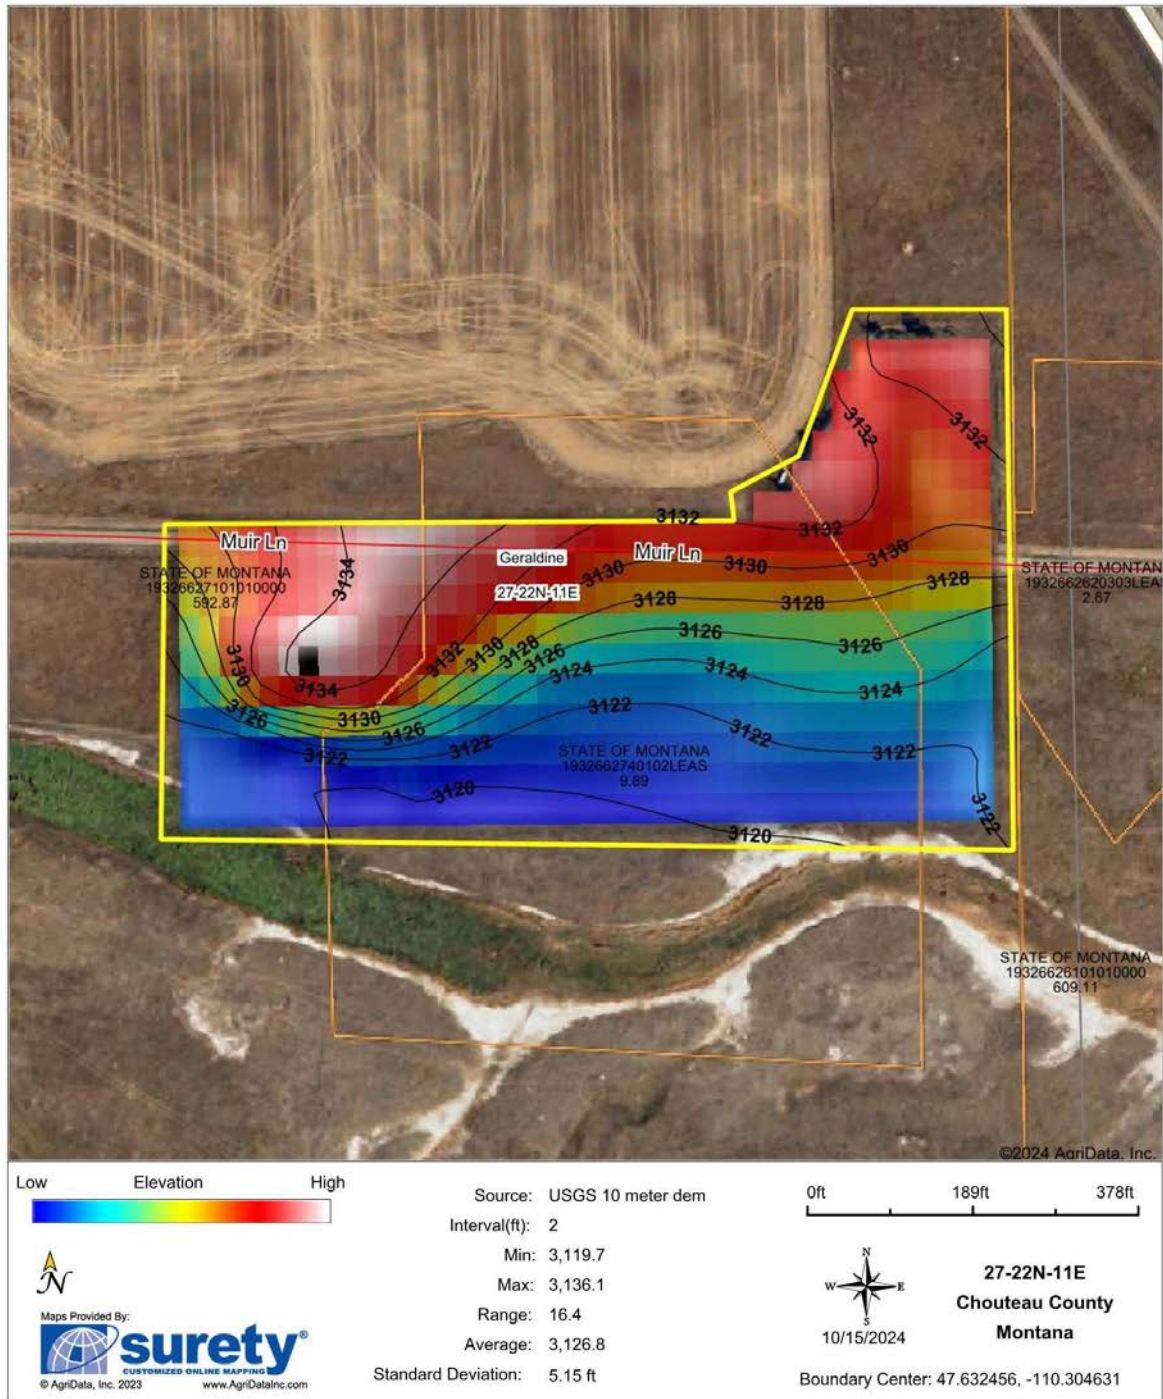 3132
3132
3132
3132
Muir Ln
3134
Geraldine
Muir Ln
3130
3130
3130
STATE OF MONTANA
19326627101010000
592.87
27-22N-11E
3128
3128
3128
STATE OF MONTAN
1932662620303LEAS
2.67
3126
3126
3132
3130
3128
3126
3124
3124
3124
3130
3134
3126
3130
3126
3122
3122
3122
3122
3122
STATE OF MONTANA
1932662740102LEAS
9.89
3120
3122
3120
STATE OF MONTANA
19326626101010000
609.11
©2024 AgriData, Inc.
Low Elevation High
Source: USGS 10 meter dem
Interval(ft): 2
Min: 3,119.7
Max: 3,136.1
Range: 16.4
Average: 3,126.8
Standard Deviation: 5.15 ft
0ft 189ft 378ft
N
N
W E
S
10/15/2024
27-22N-11E
Chouteau County
Montana
Boundary Center: 47.632456, -110.304631
Maps Provided By:
surety®
CUSTOMIZED ONLINE MAPPING
© AgriData, Inc. 2023 www.AgriDataInc.com